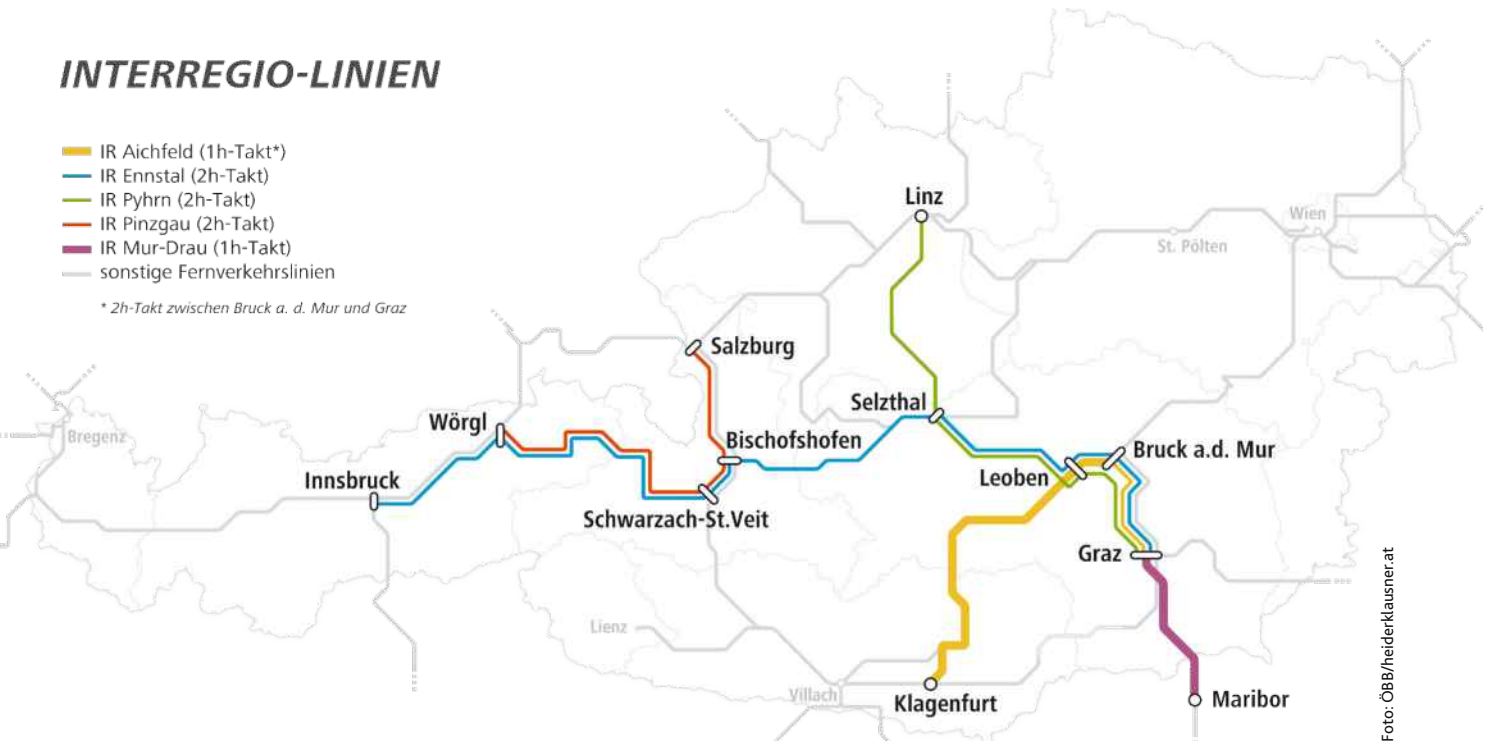 INTERREGIO-LINIEN
IR Aichfeld (1h-Takt*)
IR Ennstal (2h-Takt)
IR Pyhrn (2h-Takt)
IR Pinzgau (2h-Takt)
IR Mur-Drau (1h-Takt)
sonstige Fernverkehrslinien
* 2h-Takt zwischen Bruck a. d. Mur und Graz
Linz
Wien
St. Pölten
Salzburg
Selzthal
Wörgl
Bregenz
Bischofshofen
Bruck a.d. Mur
Innsbruck
Leoben
Schwarzach-St.Veit
Graz
Lienz
Villach
Klagenfurt
Maribor
Foto: ÖBB/heiderklausner.at